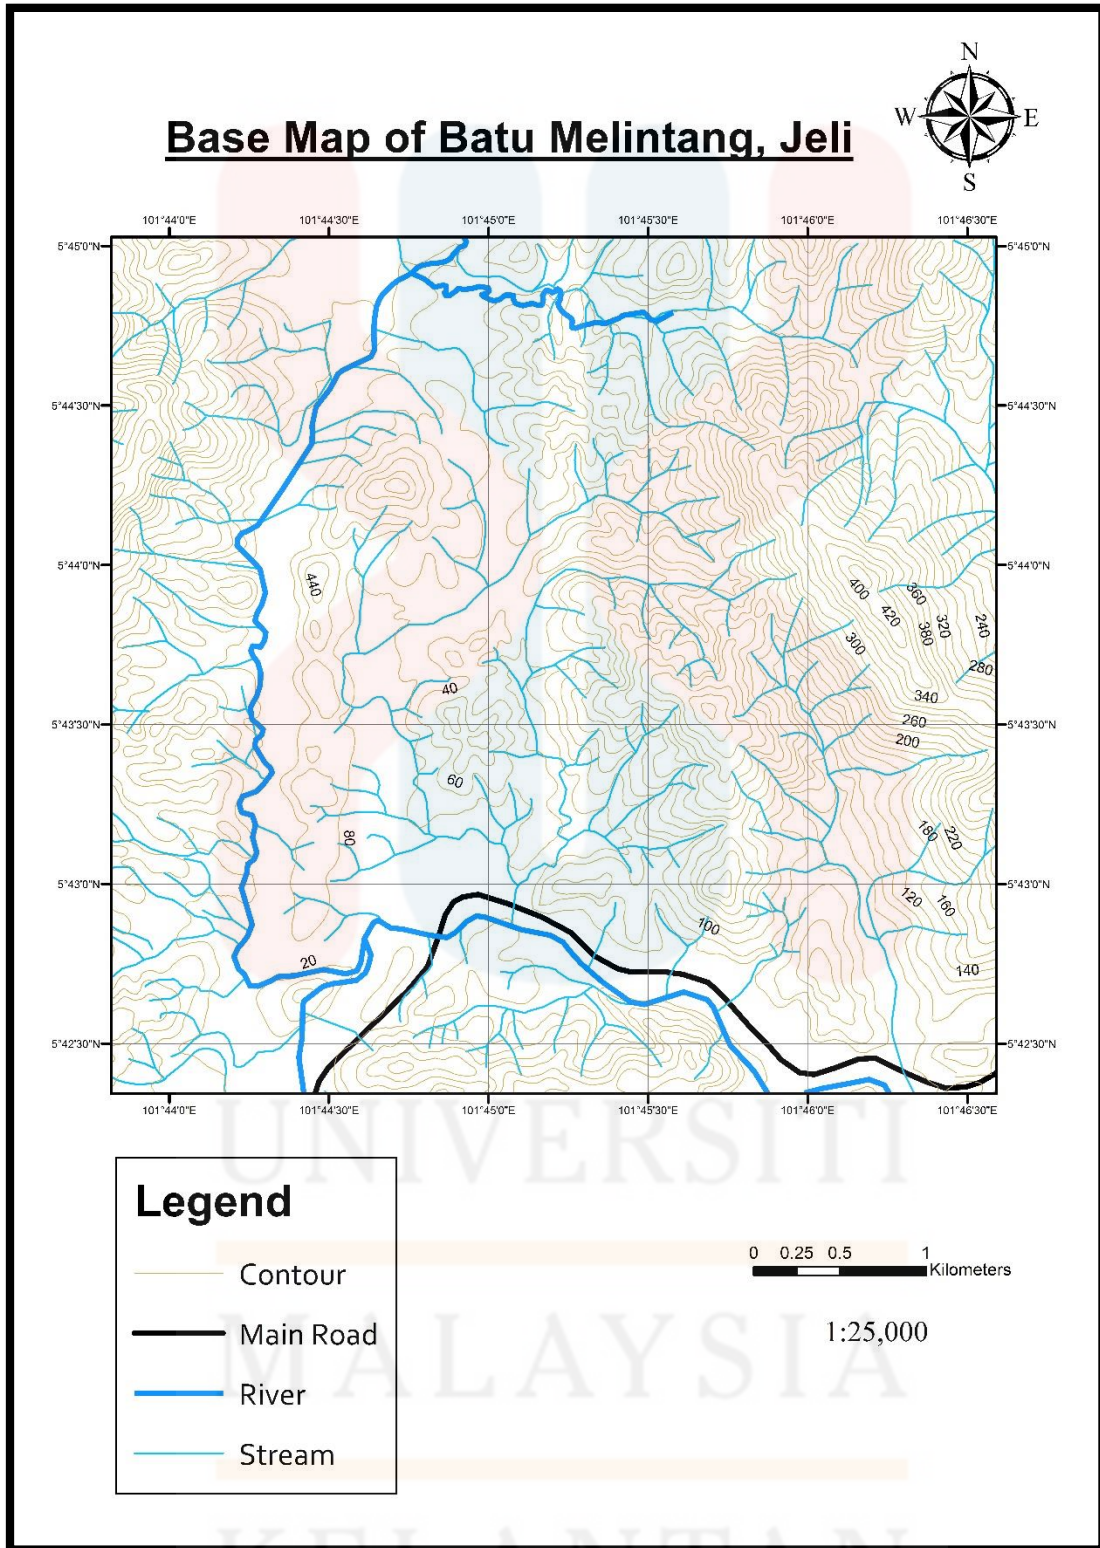 N
W E
S
Base Map of Batu Melintang, Jeli
101°44'0"E 101°44'30"E 101°45'0"E 101°45'30"E 101°46'0"E 101°46'30"E
5°45'0"N 5°45'0"N
5°44'30"N 5°44'30"N
5°44'0"N 5°44'0"N
440
400 360
420 380 320 240
300
280
40
340
5°43'30"N 5°43'30"N
260
200
60
80
180 220
5°43'0"N 5°43'0"N
120 160
100
20
140
5°42'30"N 5°42'30"N
101°44'0"E 101°44'30"E 101°45'0"E 101°45'30"E 101°46'0"E 101°46'30"E
UNIVERSITI
Legend
Contour
Main Road
River
Stream
0 0.25 0.5 1
Kilometers
1:25,000
MALAYSIA
KELANTAN